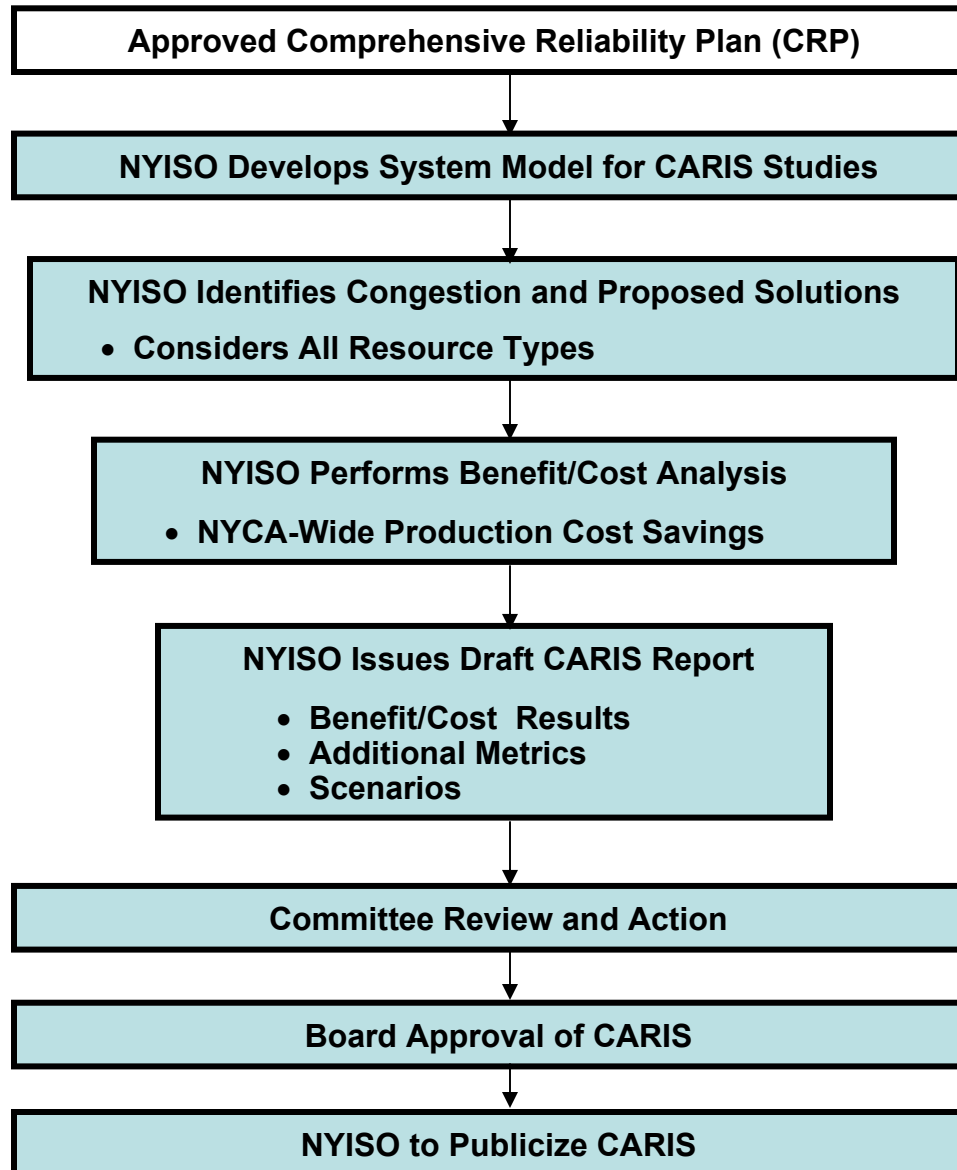 Approved Comprehensive Reliability Plan (CRP)
NYISO Develops System Model for CARIS Studies
NYISO Identifies Congestion and Proposed Solutions
• Considers All Resource Types
NYISO Performs Benefit/Cost Analysis
• NYCA-Wide Production Cost Savings
NYISO Issues Draft CARIS Report
• Benefit/Cost Results
• Additional Metrics
• Scenarios
Committee Review and Action
Board Approval of CARIS
NYISO to Publicize CARIS